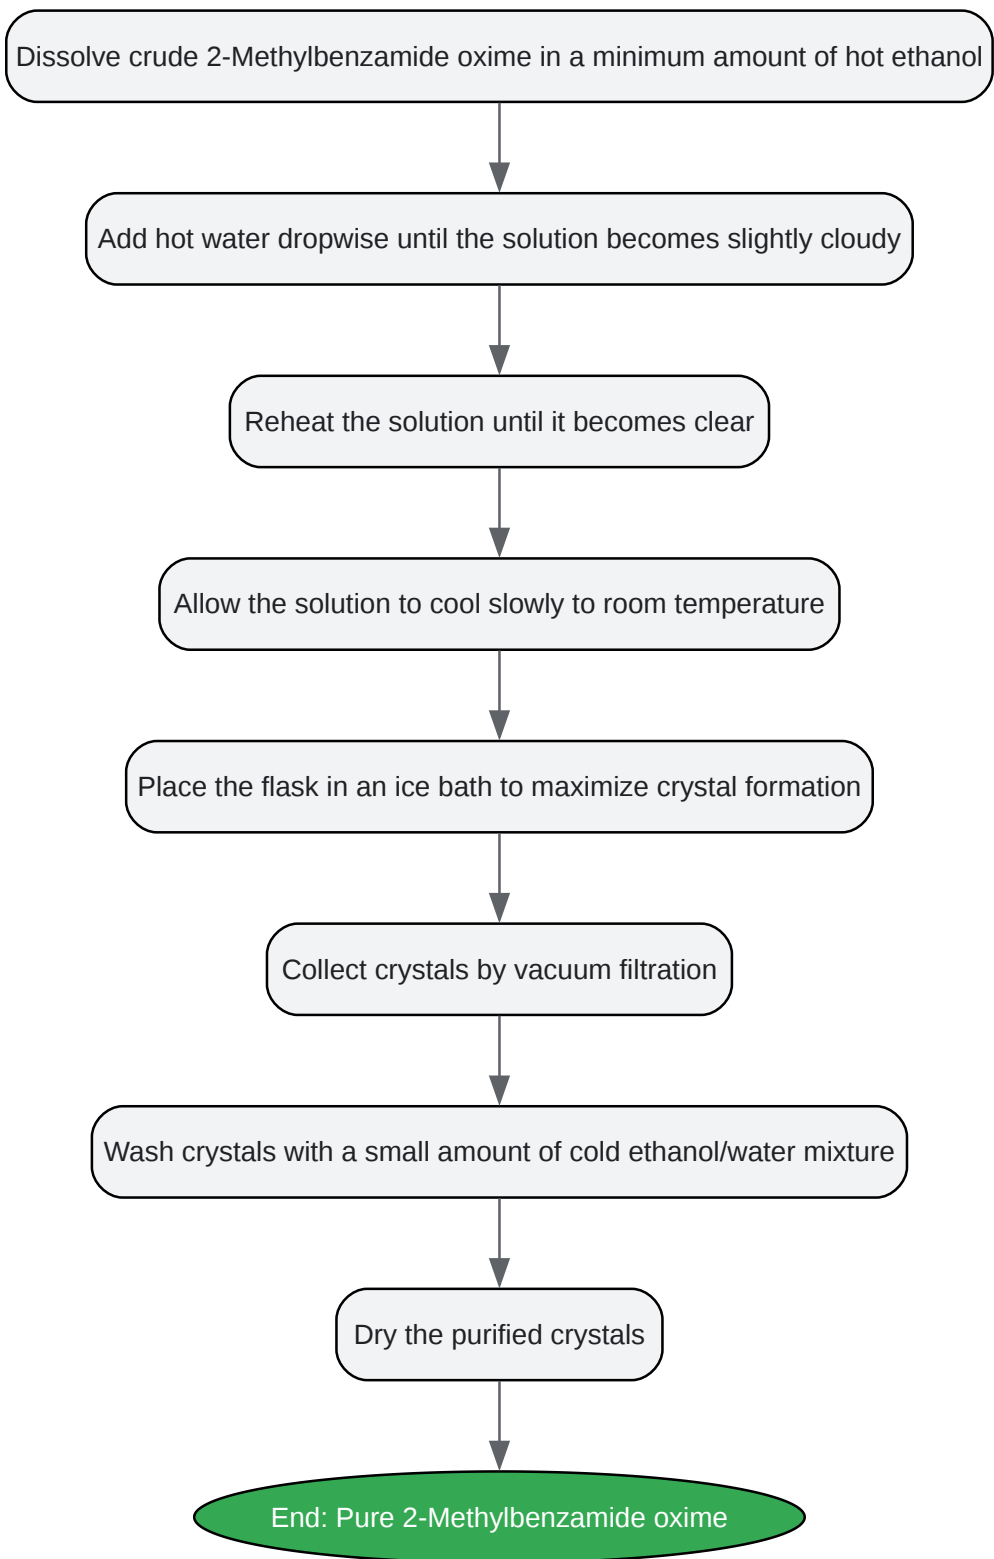 Dissolve crude 2-Methylbenzamide oxime in a minimum amount of hot ethanol
Add hot water dropwise until the solution becomes slightly cloudy
Reheat the solution until it becomes clear
Allow the solution to cool slowly to room temperature
Place the flask in an ice bath to maximize crystal formation
Collect crystals by vacuum filtration
Wash crystals with a small amount of cold ethanol/water mixture
Dry the purified crystals
End: Pure 2-Methylbenzamide oxime